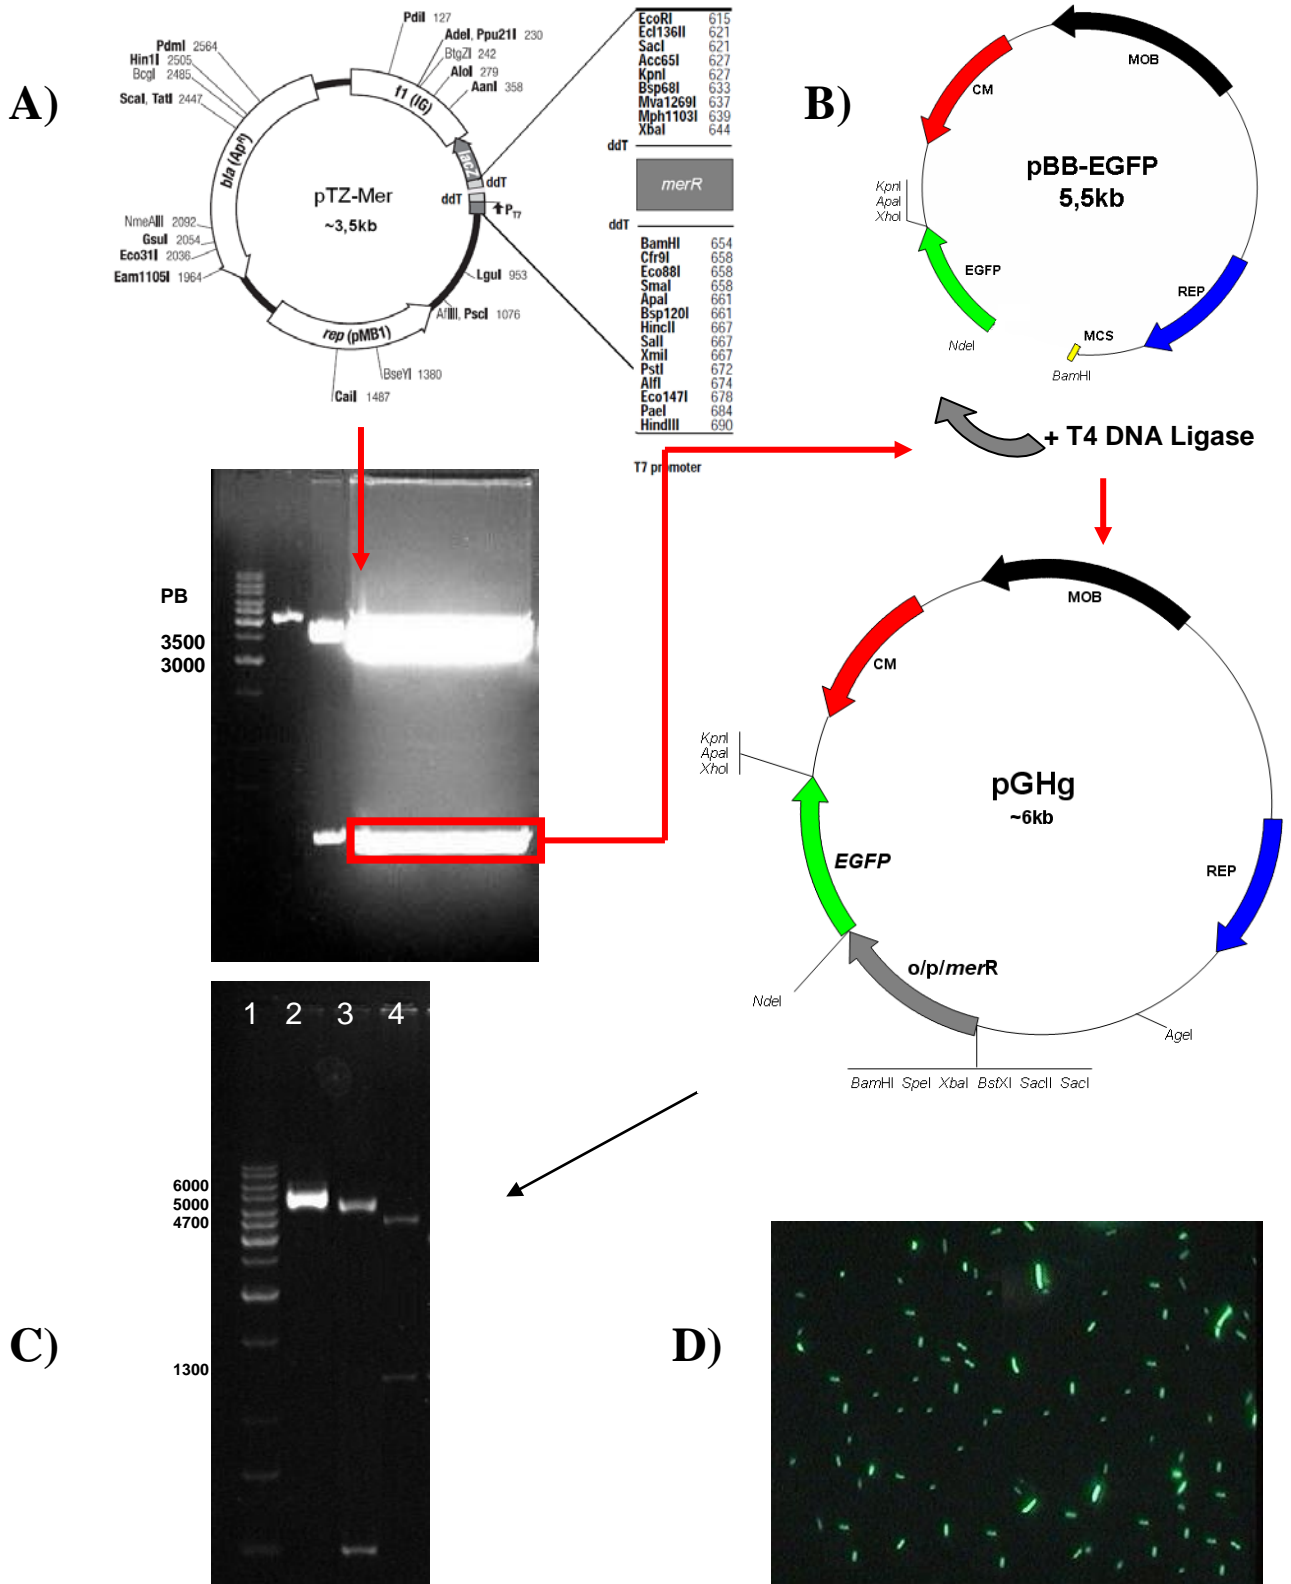 A)
PdiI 127
AdeI, Ppu21I 230
BtgZI 242
AloI 279
AanI 358
PdmI 2564
Hin1I 2505
BcgI 2485
ScaI, TatI 2447
f1 (IG)
bla (ApR)
lacZ
ddT
ddT
PT7
pTZ-Mer
~3,5kb
NmeAIII 2092
GsuI 2054
Eco31I 2036
Eam1105I 1964
LguI 953
AflIII, PscI 1076
rep (pMB1)
BseYI 1380
CaiI 1487
EcoRI 615
Ecl136II 621
SacI 621
Acc65I 627
KpnI 627
Bsp68I 633
Mva1269I 637
Mph1103I 639
XbaI 644
ddT
merR
ddT
BamHI 654
Cfr9I 658
Eco88I 658
SmaI 658
ApaI 661
Bsp120I 661
HincII 667
SalI 667
XmiI 667
PstI 672
AlfI 674
Eco147I 678
PaeI 684
HindIII 690
T7 promoter
B)
MOB
CM
pBB-EGFP
5,5kb
KpnI
ApaI
XhoI
EGFP
REP
NdeI
MCS
BamHI
+ T4 DNA Ligase
PB
3500
3000
MOB
CM
KpnI
ApaI
XhoI
pGHg
~6kb
EGFP
REP
o/p/merR
NdeI
AgeI
BamHI SpeI XbaI BstXI SacII SacI
C)
1 2 3 4
6000
5000
4700
1300
D)